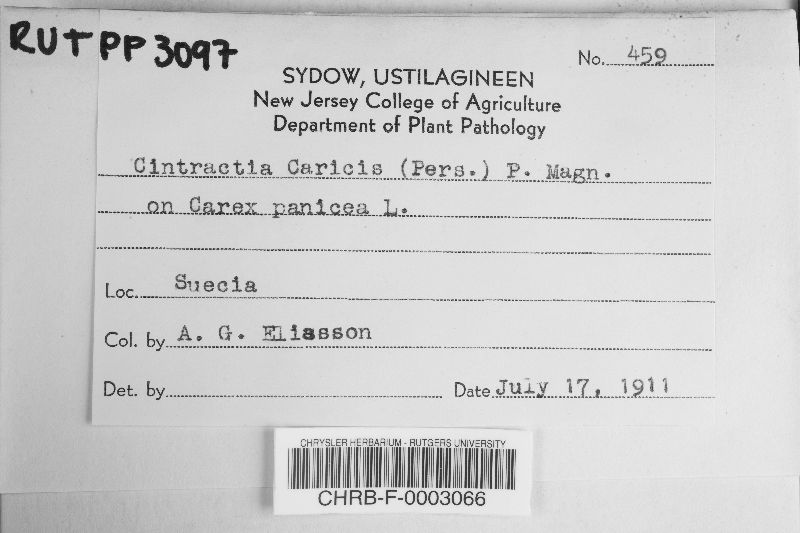 RUTPP3097
No. 459
SYDOW, USTILAGINEEN
New Jersey College of Agriculture
Department of Plant Pathology
Cintractia Caricis (Pers.) P. Magn.
on Carex panicea L.
Loc. Suecia
Col. by A. G. Eliasson
Det. by
Date July 17, 1911
CHRYSLER HERBARIUM - RUTGERS UNIVERSITY
CHRB-F-0003066